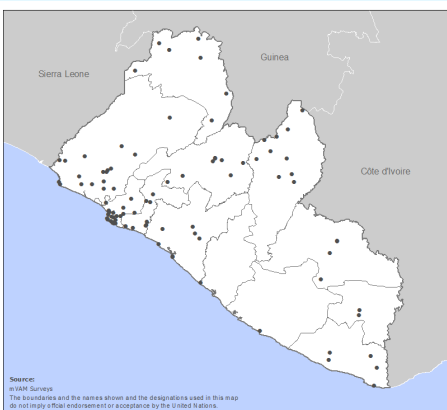 Guinea
Sierra Leone
Côte d'Ivoire
Source:
mVAM Surveys
The boundaries and the names shown and the designations used in this map
do not imply official endorsement or acceptance by the United Nations.